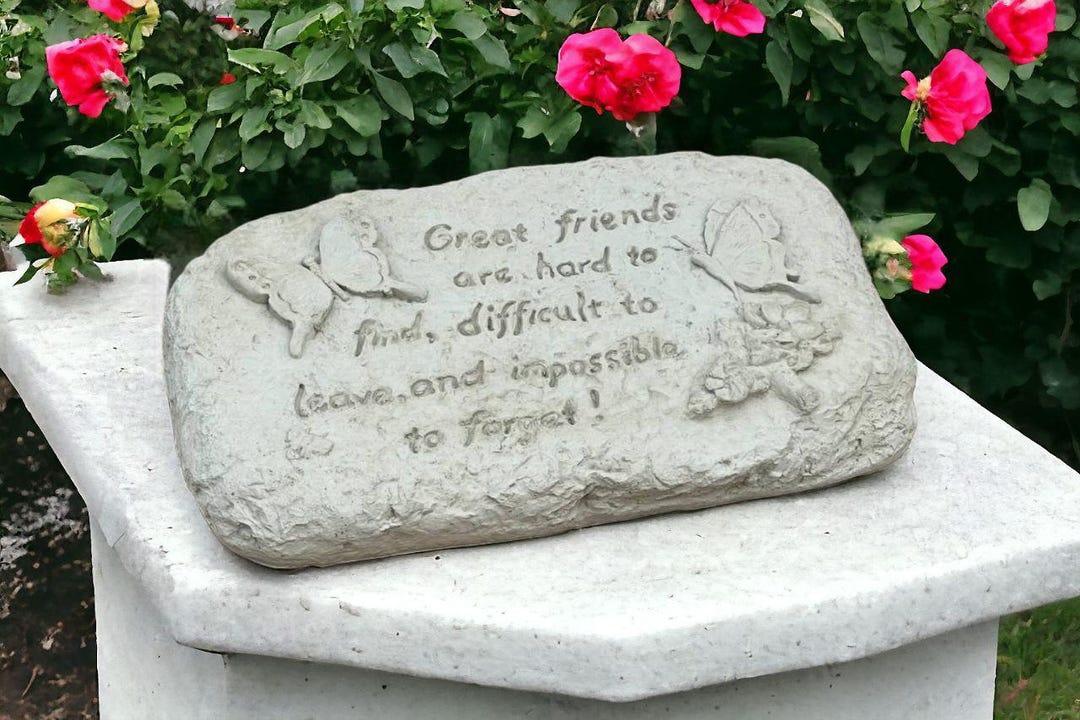 Great friends
are hard to
find, difficult to
leave, and impossible
to forget!